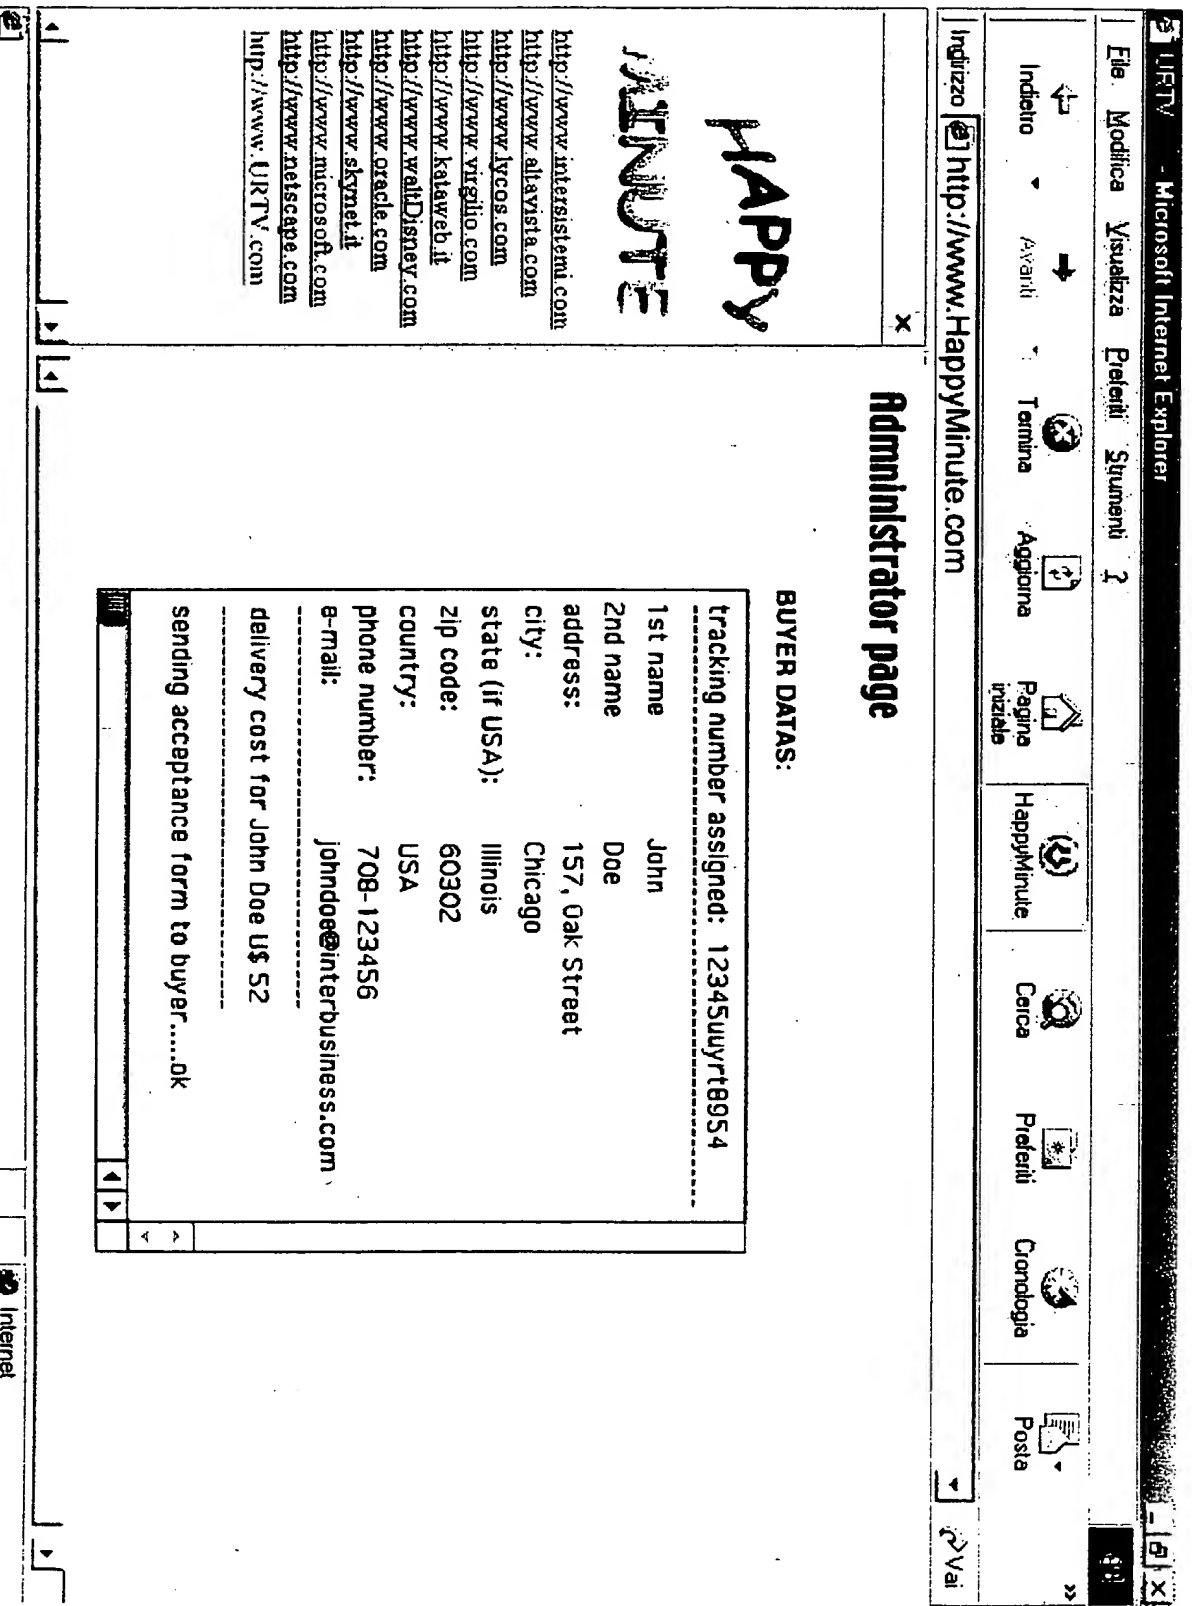 URTV - Microsoft Internet Explorer
File Modifica Visualizza Preferiti Strumenti ?
Indietro Avanti Termina Aggiorna Pagina iniziale HappyMinute Cerca Preferiti Cronologia Posta »
Indirizzo http://www.HappyMinute.com Vai
HAPPY
MINUTE
http://www.intersistemi.com
http://www.altavista.com
http://www.lycos.com
http://www.virgilio.com
http://www.kataweb.it
http://www.waltDisney.com
http://www.oracle.com
http://www.skynet.it
http://www.microsoft.com
http://www.netscape.com
http://www.URTV.com
Admninistrator page
BUYER DATAS:
tracking number assigned: 12345uuyrt8954
1st name John
2nd name Doe
address: 157, Oak Street
city: Chicago
state (if USA): Illinois
zip code: 60302
country: USA
phone number: 708-123456
e-mail: johndoe@interbusiness.com
delivery cost for John Doe U$ 52
sending acceptance form to buyer.....ok
Internet